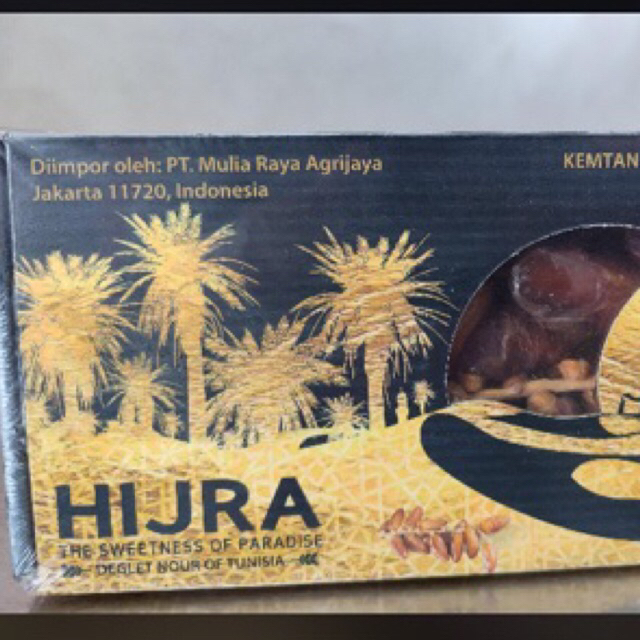 Diimpor oleh: PT. Mulia Raya Agrijaya
Jakarta 11720, Indonesia
KEMTAN
HIJRA
THE SWEETNESS OF PARADISE
DEGLET NOUR OF TUNISIA